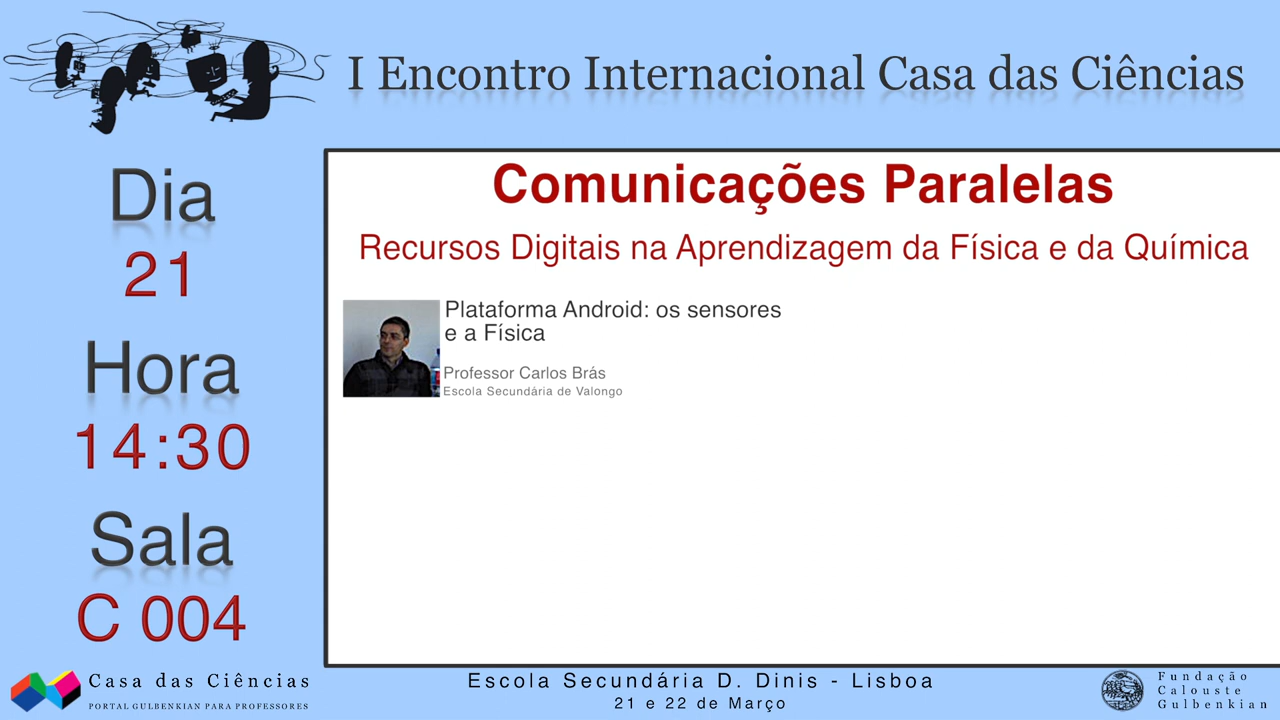 I Encontro Internacional Casa das Ciências
Dia
21
Hora
14:30
Sala
C 004
Comunicações Paralelas
Recursos Digitais na Aprendizagem da Física e da Química
Plataforma Android: os sensores
e a Física
Professor Carlos Brás
Escola Secundária de Valongo
Casa das Ciências
PORTAL GULBENKIAN PARA PROFESSORES
Escola Secundária D. Dinis - Lisboa
21 e 22 de Março
Fundação
Calouste
Gulbenkian